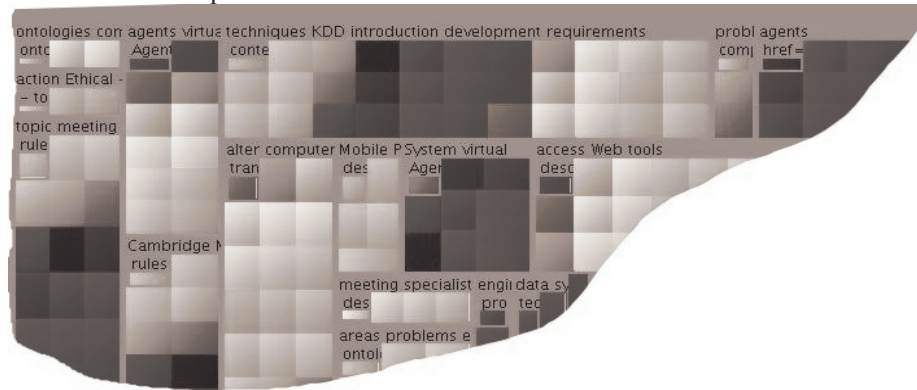 ontologies con agents virtua techniques KDD introduction development requirements probl agents
onto Agent conte comp href=
action Ethical -
– to
topic meeting
rule
alter computer Mobile P System virtual access Web tools
tran des Agen desc
Cambridge M
rules
meeting specialist engi data sy
des pro tec
areas problems e
ontol